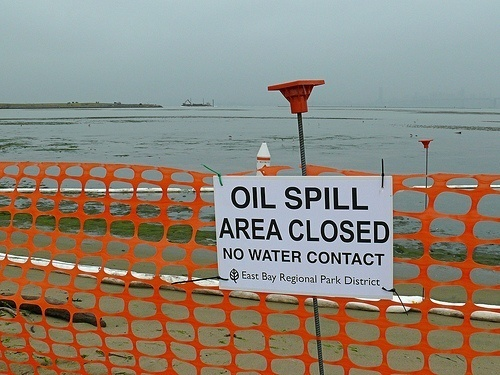 OIL SPILL
AREA CLOSED
NO WATER CONTACT
East Bay Regional Park District